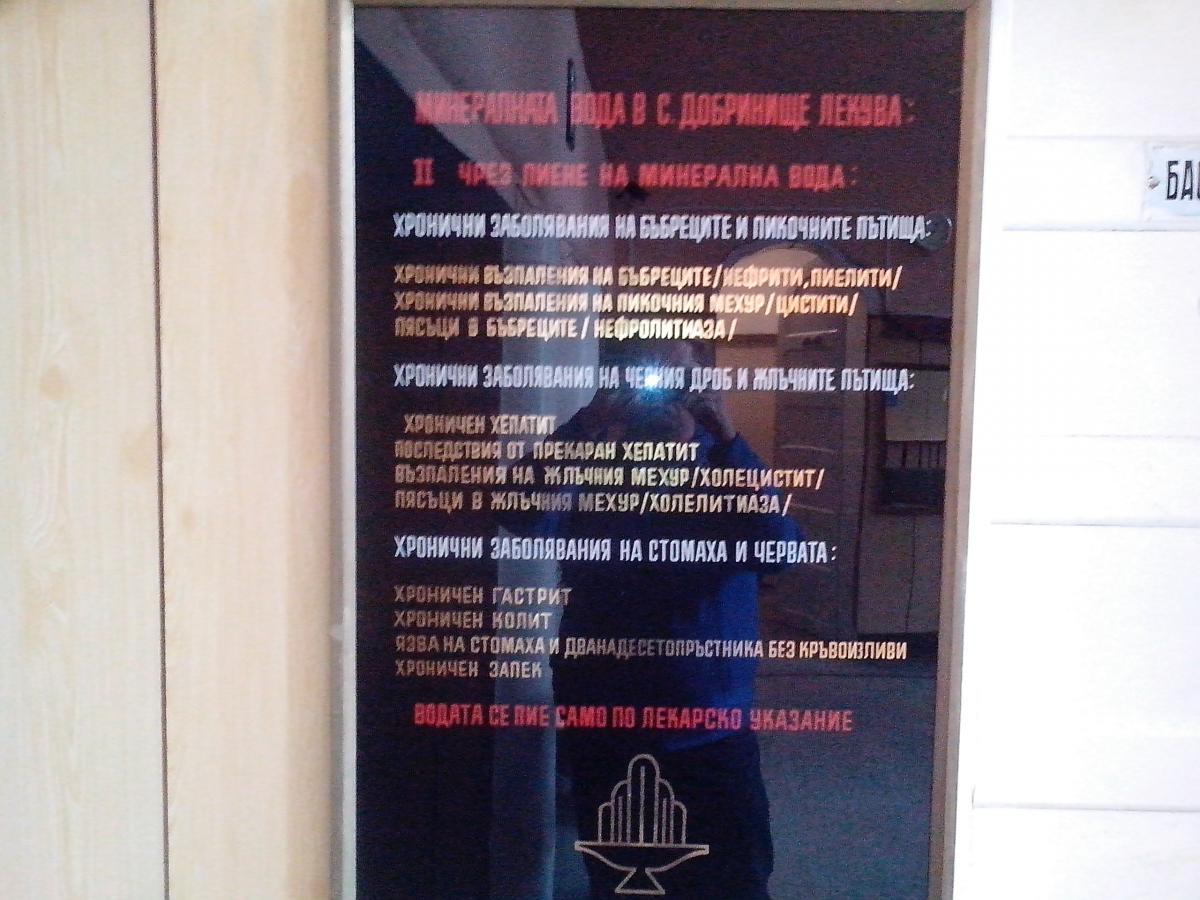 МИНЕРАЛНАТА ВОДА В С. ДОБРИНИЩЕ ЛЕКУВА:
II ЧРЕЗ ПИЕНЕ НА МИНЕРАЛНА ВОДА:
ХРОНИЧНИ ЗАБОЛЯВАНИЯ НА БЪБРЕЦИТЕ И ПИКОЧНИТЕ ПЪТИЩА:
ХРОНИЧНИ ВЪЗПАЛЕНИЯ НА БЪБРЕЦИТЕ/НЕФРИТИ,ПИЕЛИТИ/
ХРОНИЧНИ ВЪЗПАЛЕНИЯ НА ПИКОЧНИЯ МЕХУР/ЦИСТИТИ/
ПЯСЪЦИ В БЪБРЕЦИТЕ/НЕФРОЛИТИАЗА/
ХРОНИЧНИ ЗАБОЛЯВАНИЯ НА ЧЕРНИЯ ДРОБ И ЖЛЪЧНИТЕ ПЪТИЩА:
ХРОНИЧЕН ХЕПАТИТ
ПОСЛЕДСТВИЯ ОТ ПРЕКАРАН ХЕПАТИТ
ВЪЗПАЛЕНИЯ НА ЖЛЪЧНИЯ МЕХУР/ХОЛЕЦИСТИТ/
ПЯСЪЦИ В ЖЛЪЧНИЯ МЕХУР/ХОЛЕЛИТИАЗА/
ХРОНИЧНИ ЗАБОЛЯВАНИЯ НА СТОМАХА И ЧЕРВАТА:
ХРОНИЧЕН ГАСТРИТ
ХРОНИЧЕН КОЛИТ
ЯЗВА НА СТОМАХА И ДВАНАДЕСЕТОПРЪСТНИКА БЕЗ КРЪВОИЗЛИВИ
ХРОНИЧЕН ЗАПЕК
ВОДАТА СЕ ПИЕ САМО ПО ЛЕКАРСКО УКАЗАНИЕ